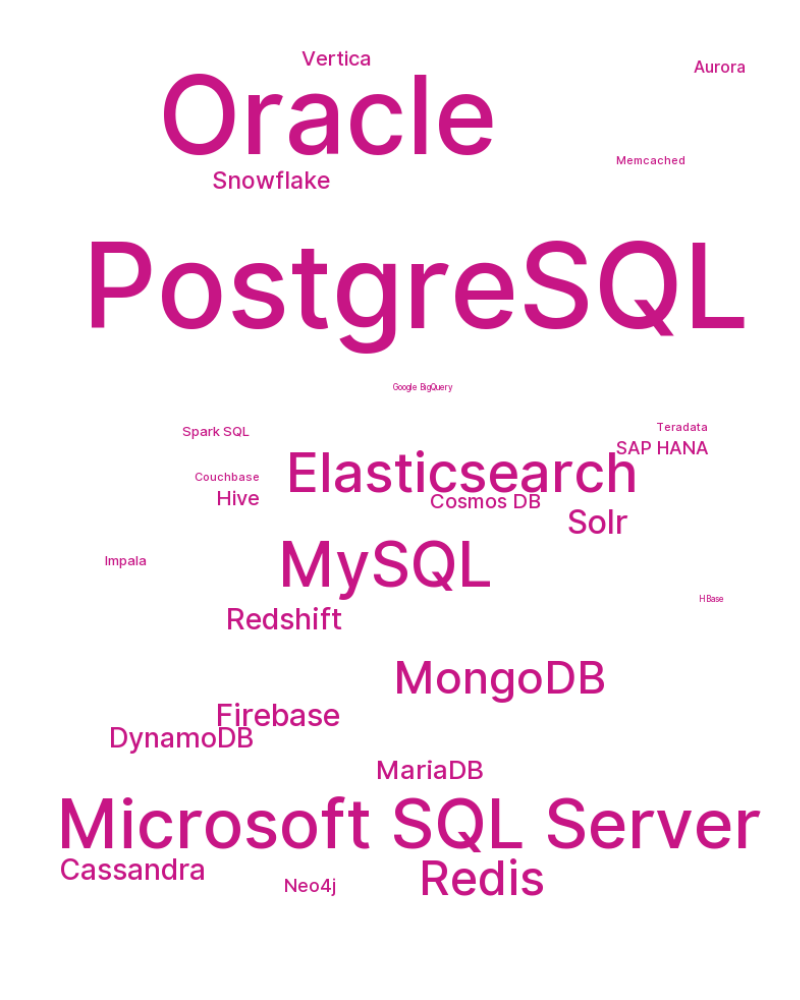 Vertica
Aurora
Oracle
Memcached
Snowflake
PostgreSQL
Google BigQuery
Teradata
Spark SQL
SAP HANA
Elasticsearch
Couchbase
Hive
Cosmos DB
Solr
Impala
MySQL
HBase
Redshift
MongoDB
Firebase
DynamoDB
MariaDB
Microsoft SQL Server
Cassandra
Redis
Neo4j